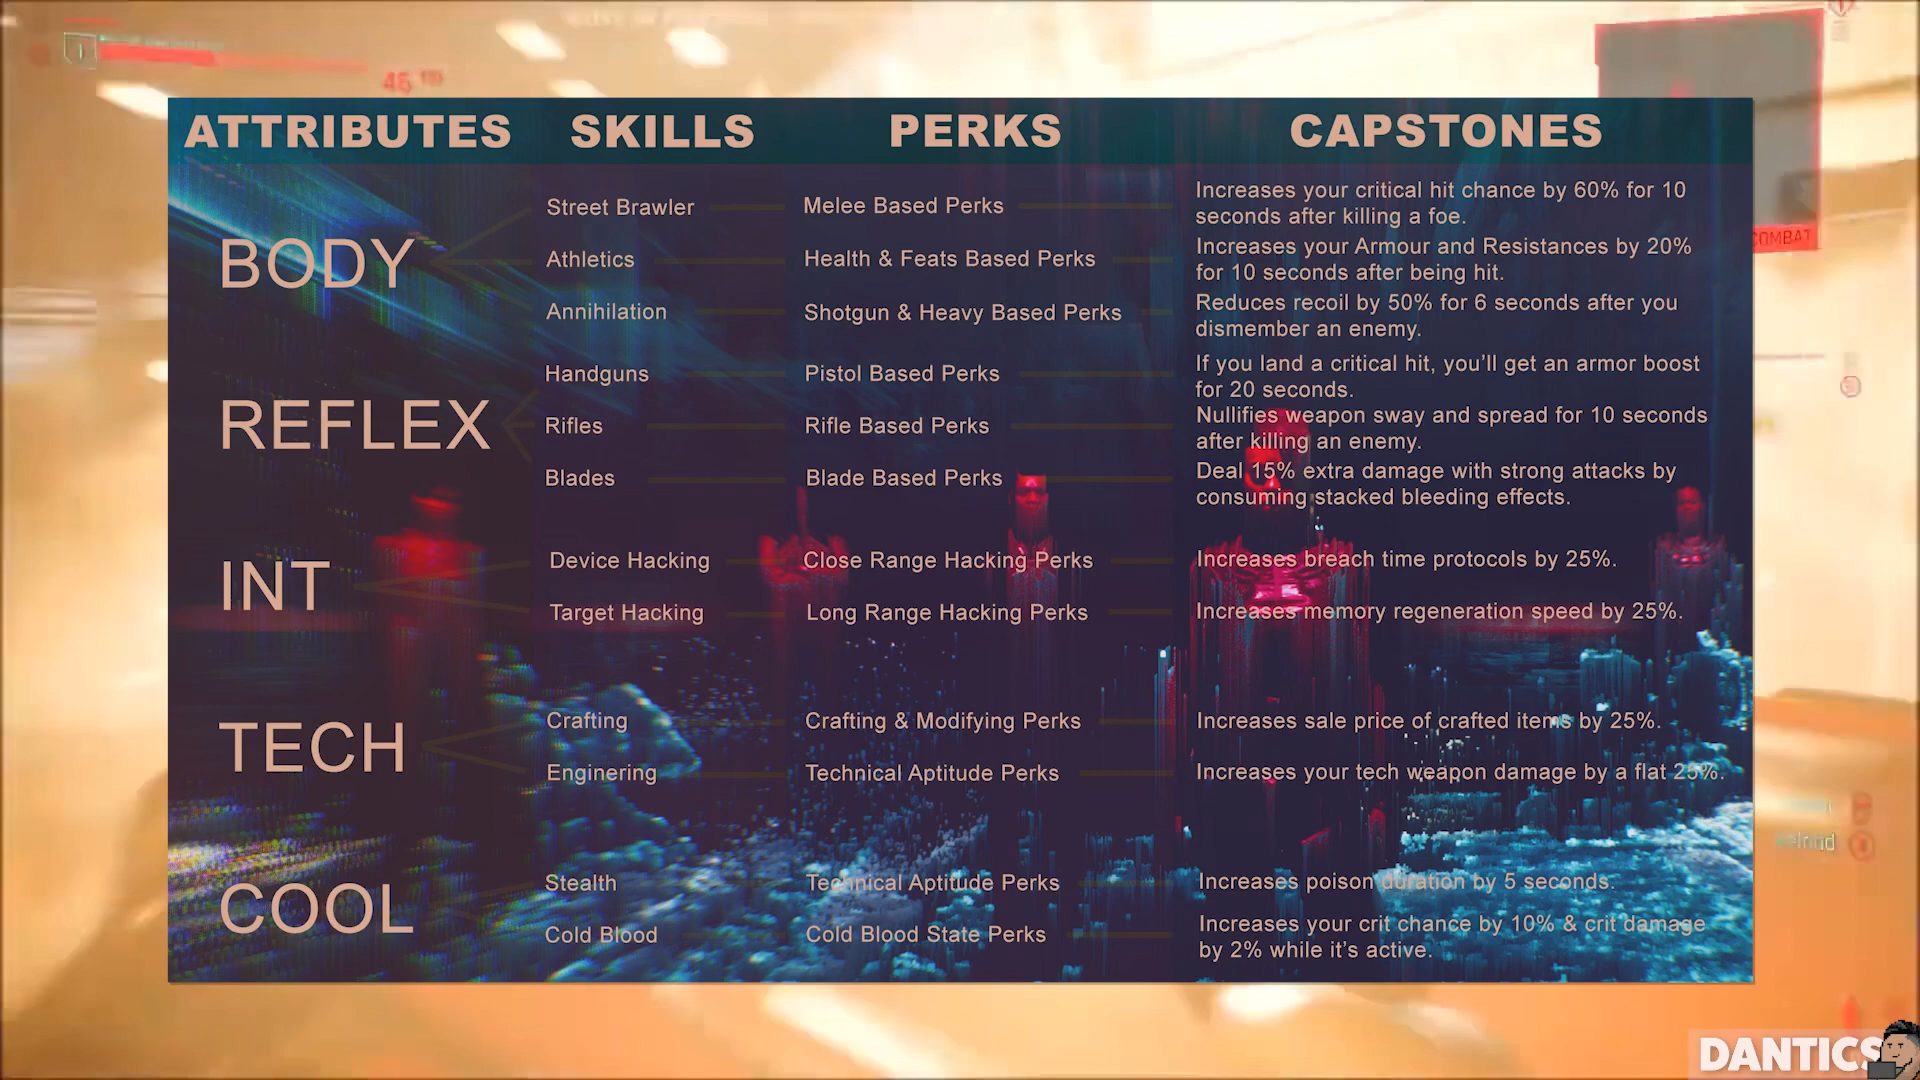 46
ATTRIBUTES SKILLS PERKS CAPSTONES
BODY
Street Brawler Melee Based Perks Increases your critical hit chance by 60% for 10
seconds after killing a foe.
Athletics Health & Feats Based Perks Increases your Armour and Resistances by 20%
for 10 seconds after being hit.
Annihilation Shotgun & Heavy Based Perks Reduces recoil by 50% for 6 seconds after you
dismember an enemy.
COMBAT
REFLEX
Handguns Pistol Based Perks If you land a critical hit, you’ll get an armor boost
for 20 seconds.
Rifles Rifle Based Perks Nullifies weapon sway and spread for 10 seconds
after killing an enemy.
Blades Blade Based Perks Deal 15% extra damage with strong attacks by
consuming stacked bleeding effects.
INT
Device Hacking Close Range Hacking Perks Increases breach time protocols by 25%.
Target Hacking Long Range Hacking Perks Increases memory regeneration speed by 25%.
TECH
Crafting Crafting & Modifying Perks Increases sale price of crafted items by 25%.
Enginering Technical Aptitude Perks Increases your tech weapon damage by a flat 25%.
COOL
Stealth Technical Aptitude Perks Increases poison duration by 5 seconds.
Cold Blood Cold Blood State Perks Increases your crit chance by 10% & crit damage
by 2% while it’s active.
DANTICS